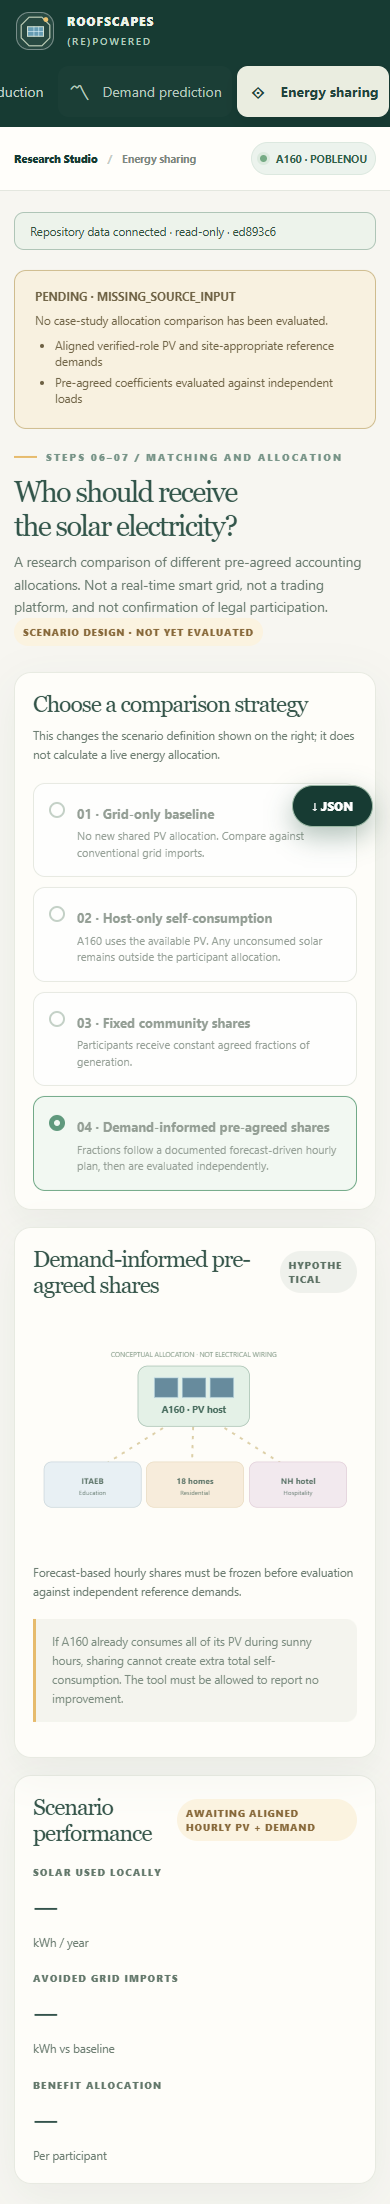 ROOFSCAPES
(RE)POWERED
duction
Demand prediction
Energy sharing
Research Studio / Energy sharing
A160 · POBLENOU
Repository data connected · read-only · ed893c6
PENDING · MISSING_SOURCE_INPUT
No case-study allocation comparison has been evaluated.
• Aligned verified-role PV and site-appropriate reference
demands
• Pre-agreed coefficients evaluated against independent
loads
STEPS 06–07 / MATCHING AND ALLOCATION
Who should receive
the solar electricity?
A research comparison of different pre-agreed accounting
allocations. Not a real-time smart grid, not a trading
platform, and not confirmation of legal participation.
SCENARIO DESIGN · NOT YET EVALUATED
Choose a comparison strategy
This changes the scenario definition shown on the right; it does
not calculate a live energy allocation.
↓ JSON
01 · Grid-only baseline
No new shared PV allocation. Compare against
conventional grid imports.
02 · Host-only self-consumption
A160 uses the available PV. Any unconsumed solar
remains outside the participant allocation.
03 · Fixed community shares
Participants receive constant agreed fractions of
generation.
04 · Demand-informed pre-agreed shares
Fractions follow a documented forecast-driven hourly
plan, then are evaluated independently.
Demand-informed pre-
agreed shares
HYPOTHE
TICAL
CONCEPTUAL ALLOCATION · NOT ELECTRICAL WIRING
A160 · PV host
ITAEB
Education
18 homes
Residential
NH hotel
Hospitality
Forecast-based hourly shares must be frozen before evaluation
against independent reference demands.
If A160 already consumes all of its PV during sunny
hours, sharing cannot create extra total self-
consumption. The tool must be allowed to report no
improvement.
Scenario
performance
AWAITING ALIGNED
HOURLY PV + DEMAND
SOLAR USED LOCALLY
—
kWh / year
AVOIDED GRID IMPORTS
—
kWh vs baseline
BENEFIT ALLOCATION
—
Per participant